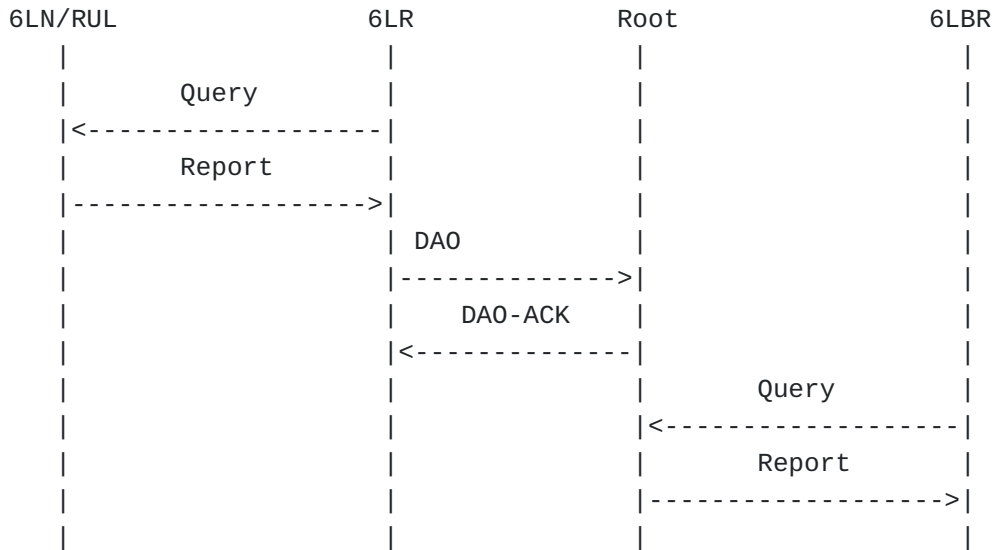 6LN/RUL                6LR            Root               6LBR
   |                    |               |                    |
   |       Query        |               |                    |
   |<-------------------|               |                    |
   |       Report       |               |                    |
   |------------------->|               |                    |
   |                    | DAO           |                    |
   |                    |-------------->|                    |
   |                    |    DAO-ACK    |                    |
   |                    |<--------------|                    |
   |                    |               |       Query        |
   |                    |               |<-------------------|
   |                    |               |       Report       |
   |                    |               |------------------->|
   |                    |               |                    |